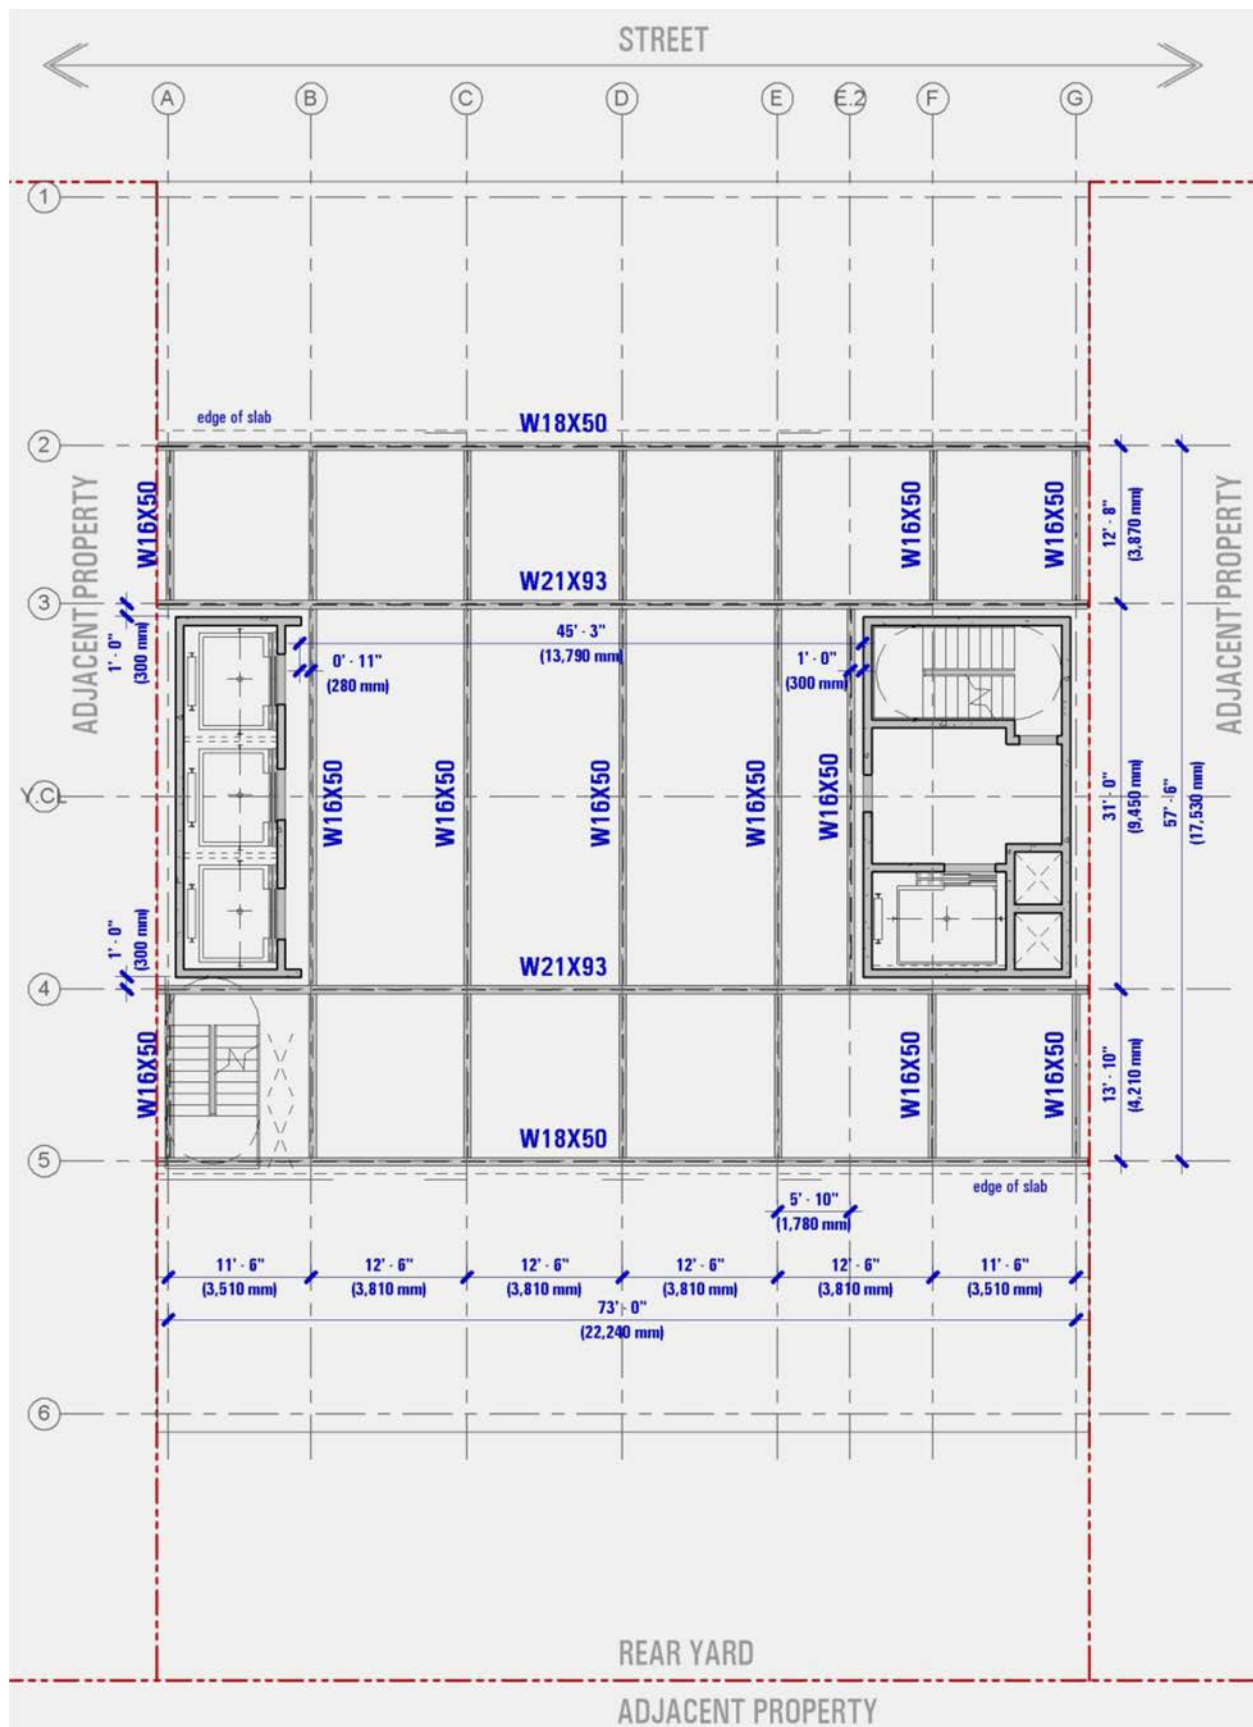 STREET
A
B
C
D
E
E.2
F
G
1
edge of slab
W18X50
2
ADJACENT PROPERTY
W16X50
W16X50
W16X50
12' - 8"
(3,870 mm)
ADJACENT PROPERTY
W21X93
3
1' - 0"
(300 mm)
45' - 3"
(13,790 mm)
0' - 11"
(280 mm)
1' - 0"
(300 mm)
Y.CL
W16X50
W16X50
W16X50
W16X50
W16X50
31' - 0"
(9,450 mm)
57' - 6"
(17,530 mm)
1' - 0"
(300 mm)
W21X93
4
W16X50
W16X50
W16X50
13' - 10"
(4,210 mm)
W18X50
5
edge of slab
5' - 10"
(1,780 mm)
11' - 6"
(3,510 mm)
12' - 6"
(3,810 mm)
12' - 6"
(3,810 mm)
12' - 6"
(3,810 mm)
12' - 6"
(3,810 mm)
11' - 6"
(3,510 mm)
73' - 0"
(22,240 mm)
6
REAR YARD
ADJACENT PROPERTY